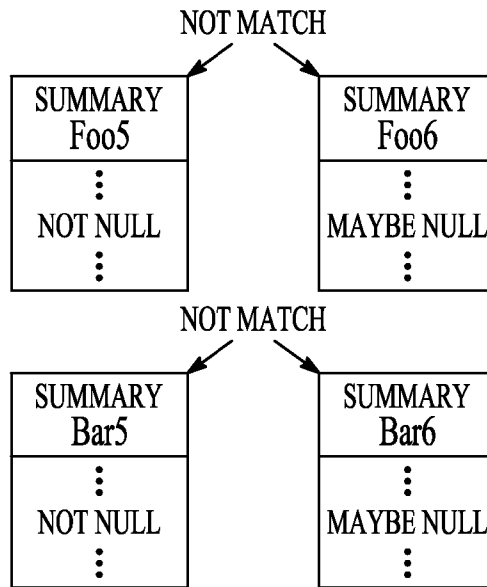 NOT MATCH
SUMMARY
Foo5
NOT NULL
SUMMARY
Foo6
MAYBE NULL
NOT MATCH
SUMMARY
Bar5
NOT NULL
SUMMARY
Bar6
MAYBE NULL